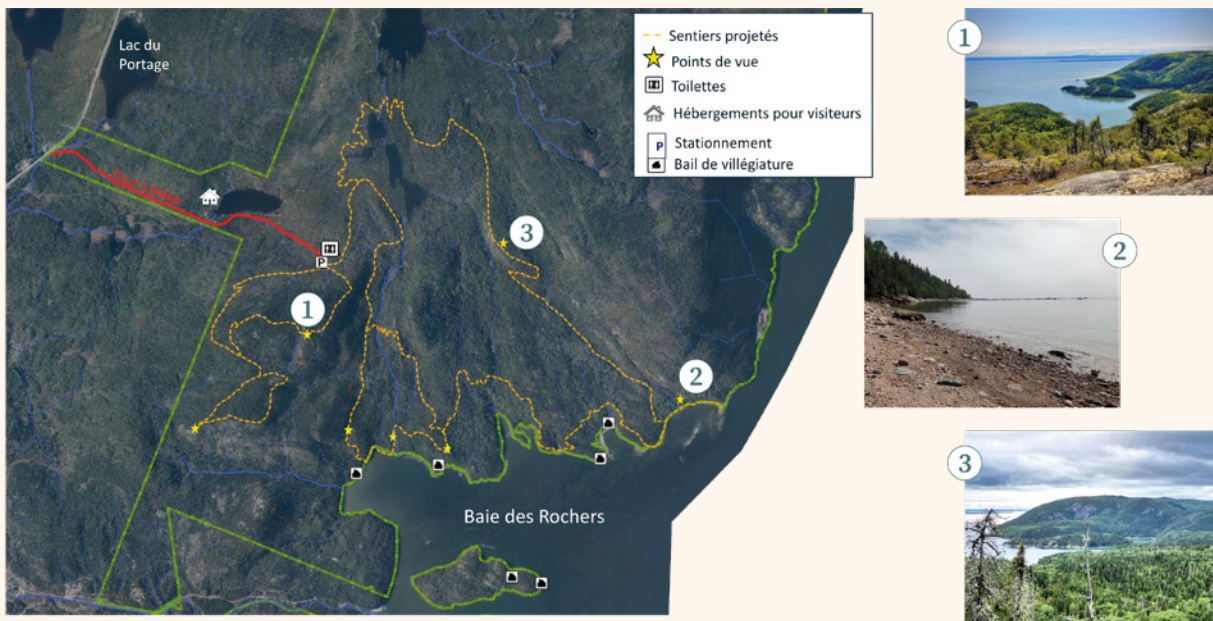 Lac du
Portage
Sentiers projetés
Points de vue
Toilettes
Hébergements pour visiteurs
P Stationnement
Bail de villégiature
P
1
3
2
Baie des Rochers
1
2
3